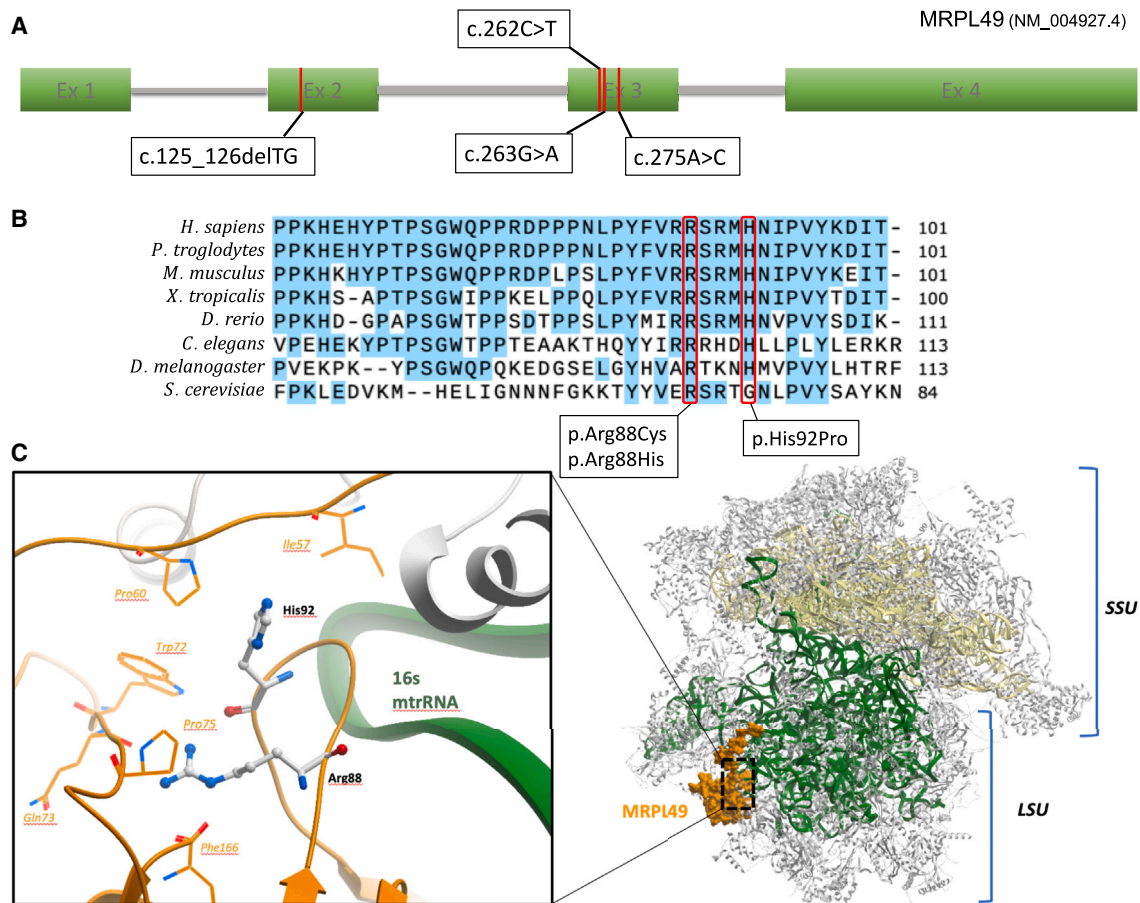 A
MRPL49 (NM_004927.4)
c.262C>T
Ex 1
Ex 2
Ex 3
Ex 4
c.125_126delTG
c.263G>A
c.275A>C
B
H. sapiens PPKHEHYPTPSGWQPPRDPPPNLPYFVRRSRMHNIPVYKDIT- 101
P. troglodytes PPKHEHYPTPSGWQPPRDPPPNLPYFVRRSRMHNIPVYKDIT- 101
M. musculus PPKHKHYPTPSGWQPPRDPLPSLPYFVRRSRMHNIPVYKEIT- 101
X. tropicalis PPKHS-APTPSGWIPPKELPPQLPYFVRRSRMHNIPVYTDIT- 100
D. rerio PPKHD-GPAPSGWTPPSDTPPSLPYMIRRSRMHNVPVYSDIK- 111
C. elegans VPEHEKYPTPSGWTPPTEAAKTHQYYIRRRRHDHLLPLYLERKR 113
D. melanogaster PVEKPK--YPSGWQPQKEDGSELGYHVARTKNHMVPVYLHTRF 113
S. cerevisiae FPKLEDVKM--HELIGNNNFGKKTYYVERSRTGNLPVYSAYKN 84
p.Arg88Cys
p.Arg88His
p.His92Pro
C
Ile57
Pro60
His92
Trp72
16s
mtrRNA
Pro75
Arg88
Gln73
Phe166
MRPL49
SSU
LSU